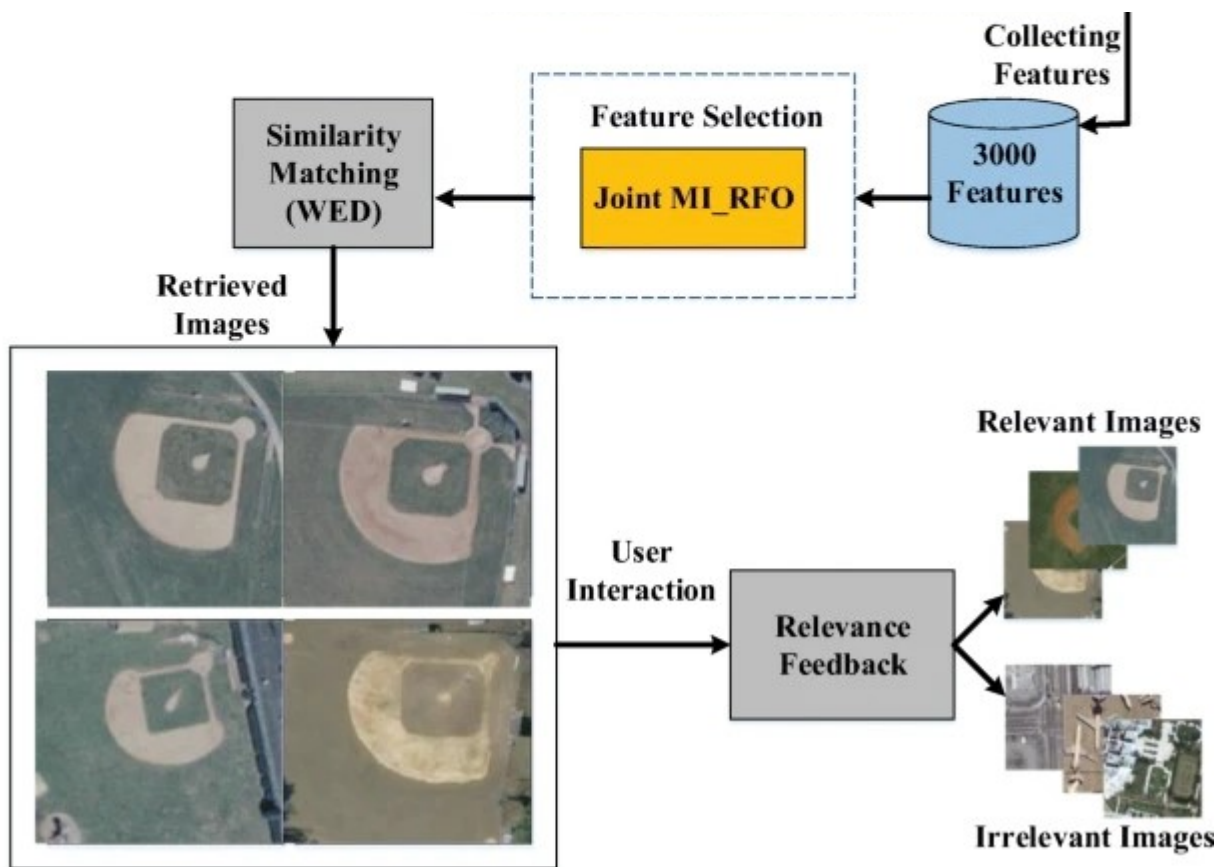 Collecting
Features
3000
Features
Feature Selection
Joint MI_RFO
Similarity
Matching
(WED)
Retrieved
Images
User
Interaction
Relevance
Feedback
Relevant Images
Irrelevant Images